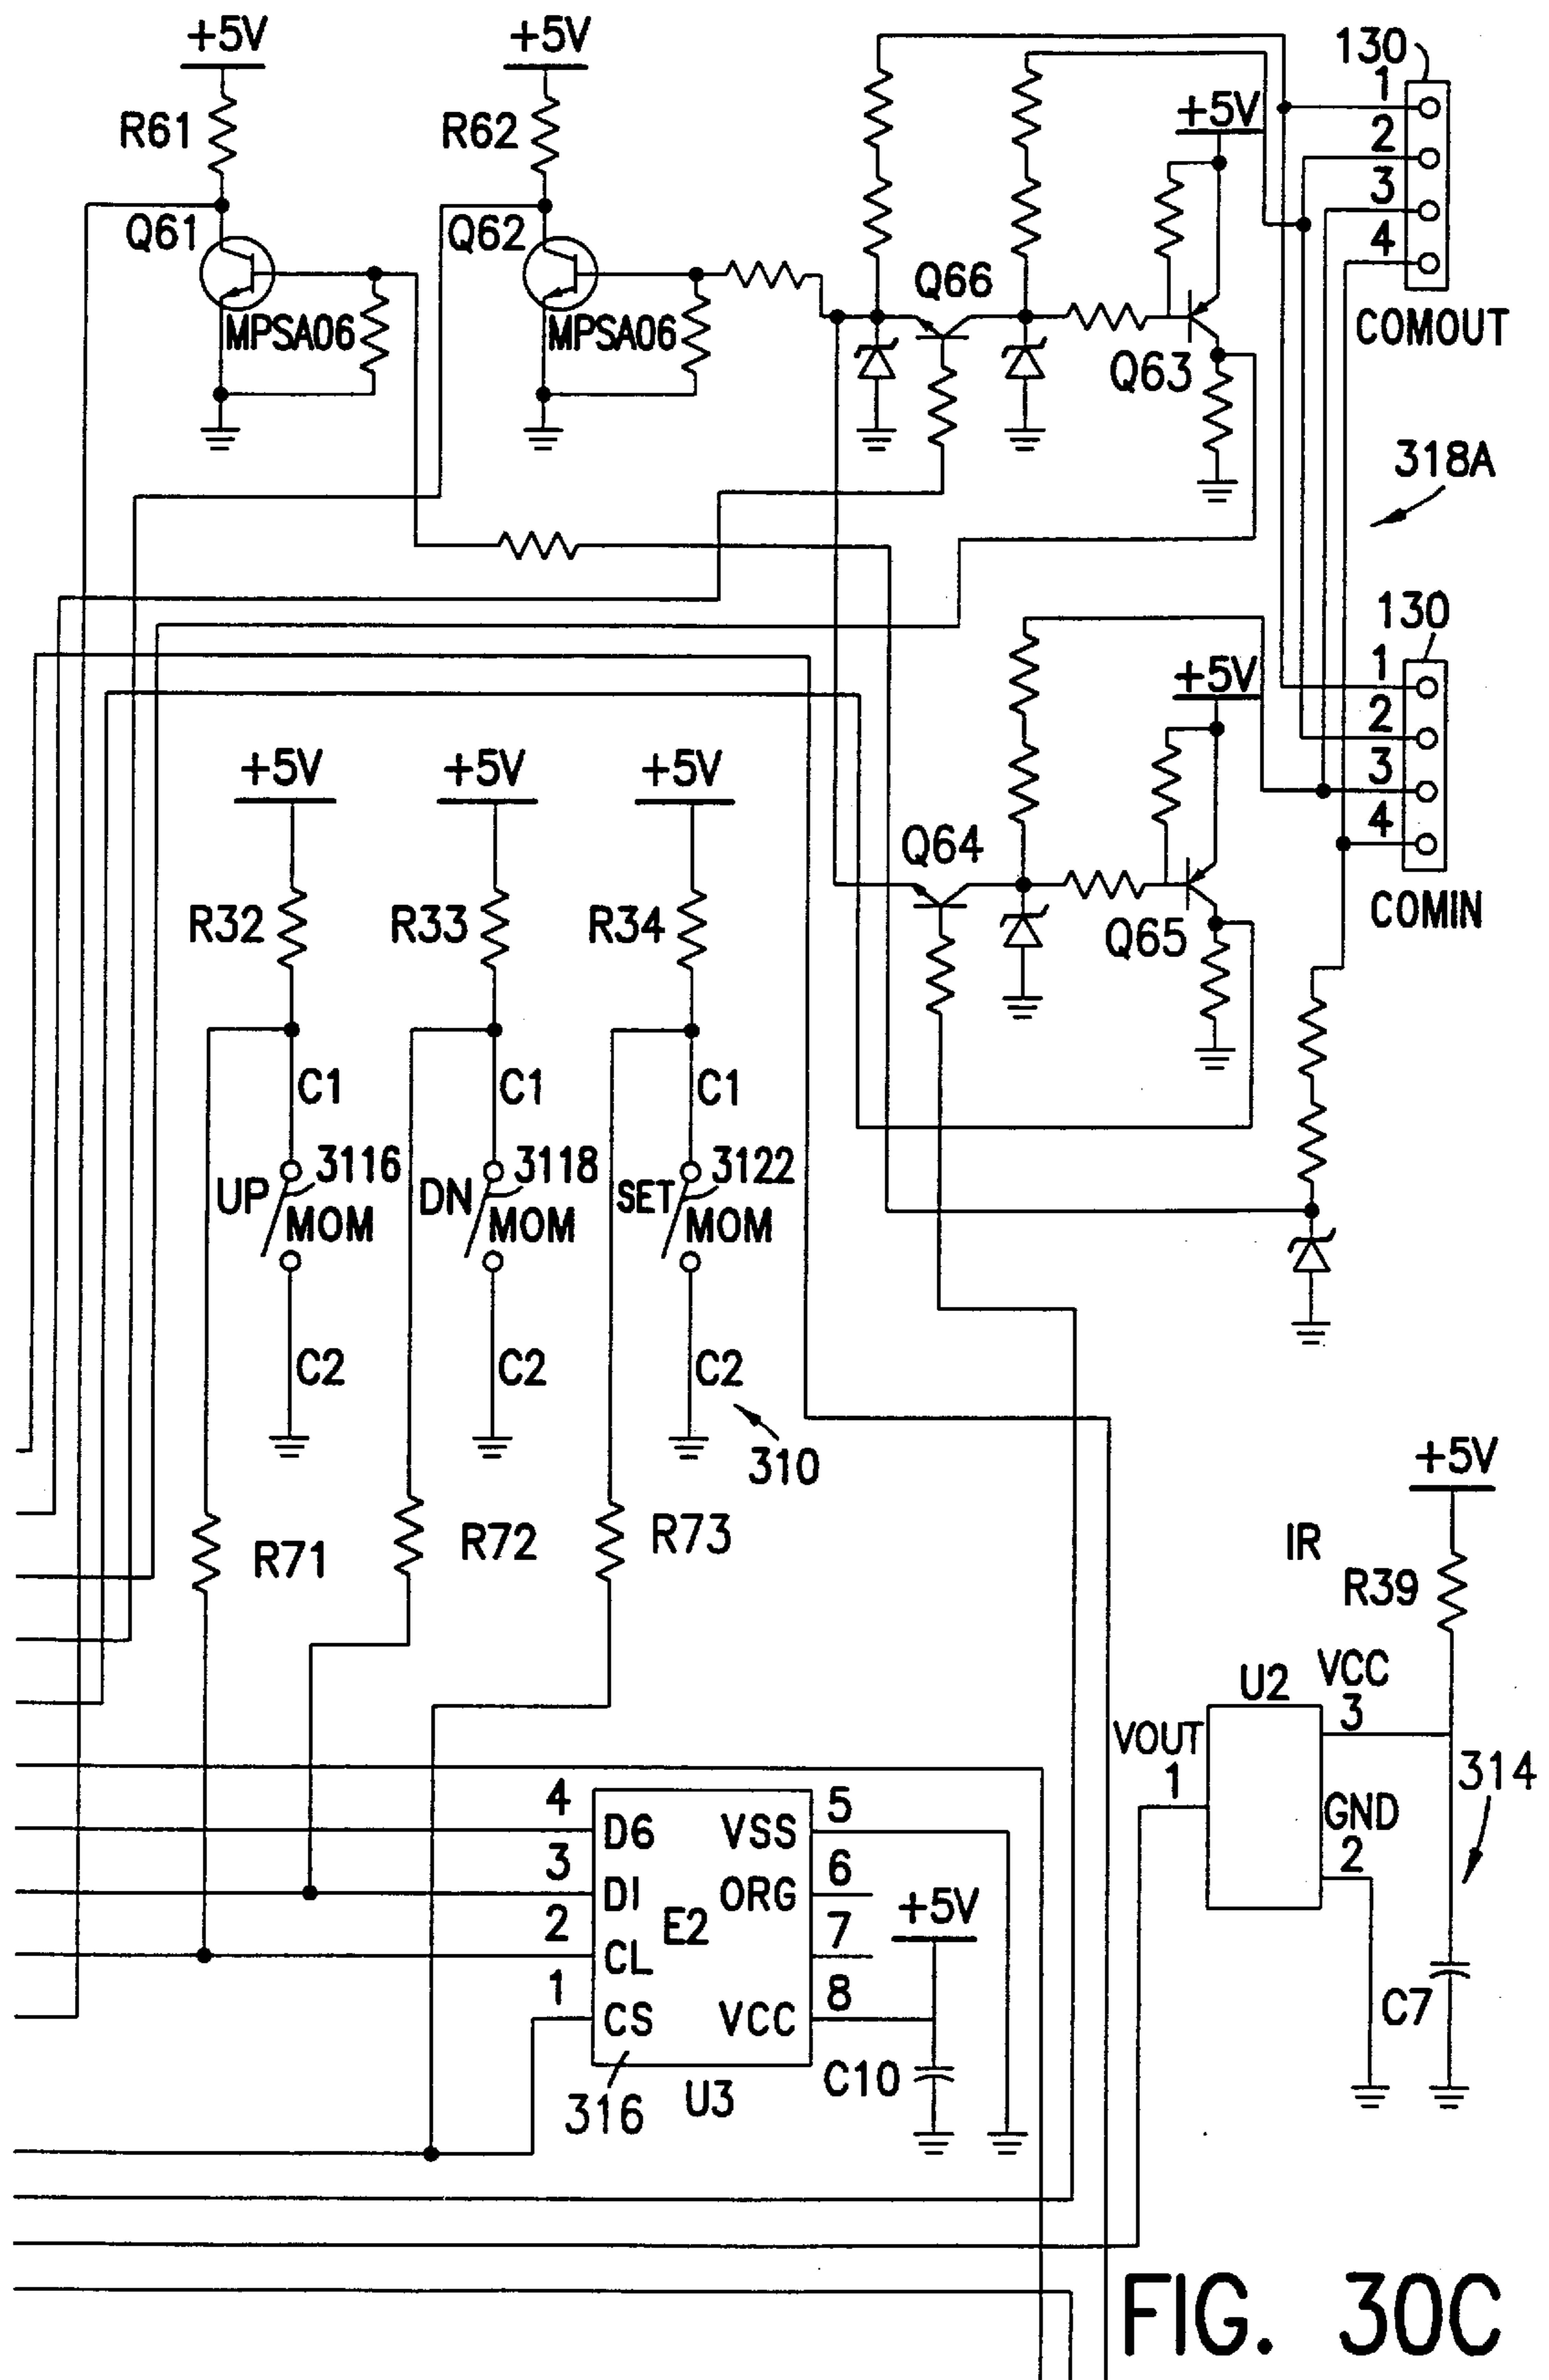 +5V
+5V
130
1
R61
R62
+5V
2
3
Q61
Q62
4
Q66
MPSA06
MPSA06
COMOUT
Q63
318A
130
1
+5V
2
+5V
+5V
+5V
3
4
Q64
R32
R33
R34
COMIN
Q65
C1
C1
C1
3116
3118
3122
UP
DN
SET
MOM
MOM
MOM
C2
C2
C2
310
+5V
R71
R72
R73
IR
R39
U2
VCC
3
VOUT
1
314
4
5
GND
D6
VSS
2
3
6
DI
ORG
+5V
E2
2
7
CL
1
8
C7
CS
VCC
C10
316
U3
FIG. 30C